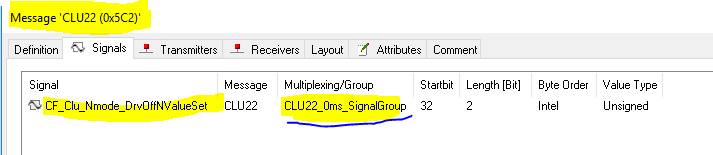 Message 'CLU22 (0x5C2)'
Definition Signals Transmitters Receivers Layout Attributes Comment
Signal Message Multiplexing/Group Startbit Length [Bit] Byte Order Value Type
CF_Clu_Nmode_DrvOffNValueSet CLU22 CLU22_0ms_SignalGroup 32 2 Intel Unsigned